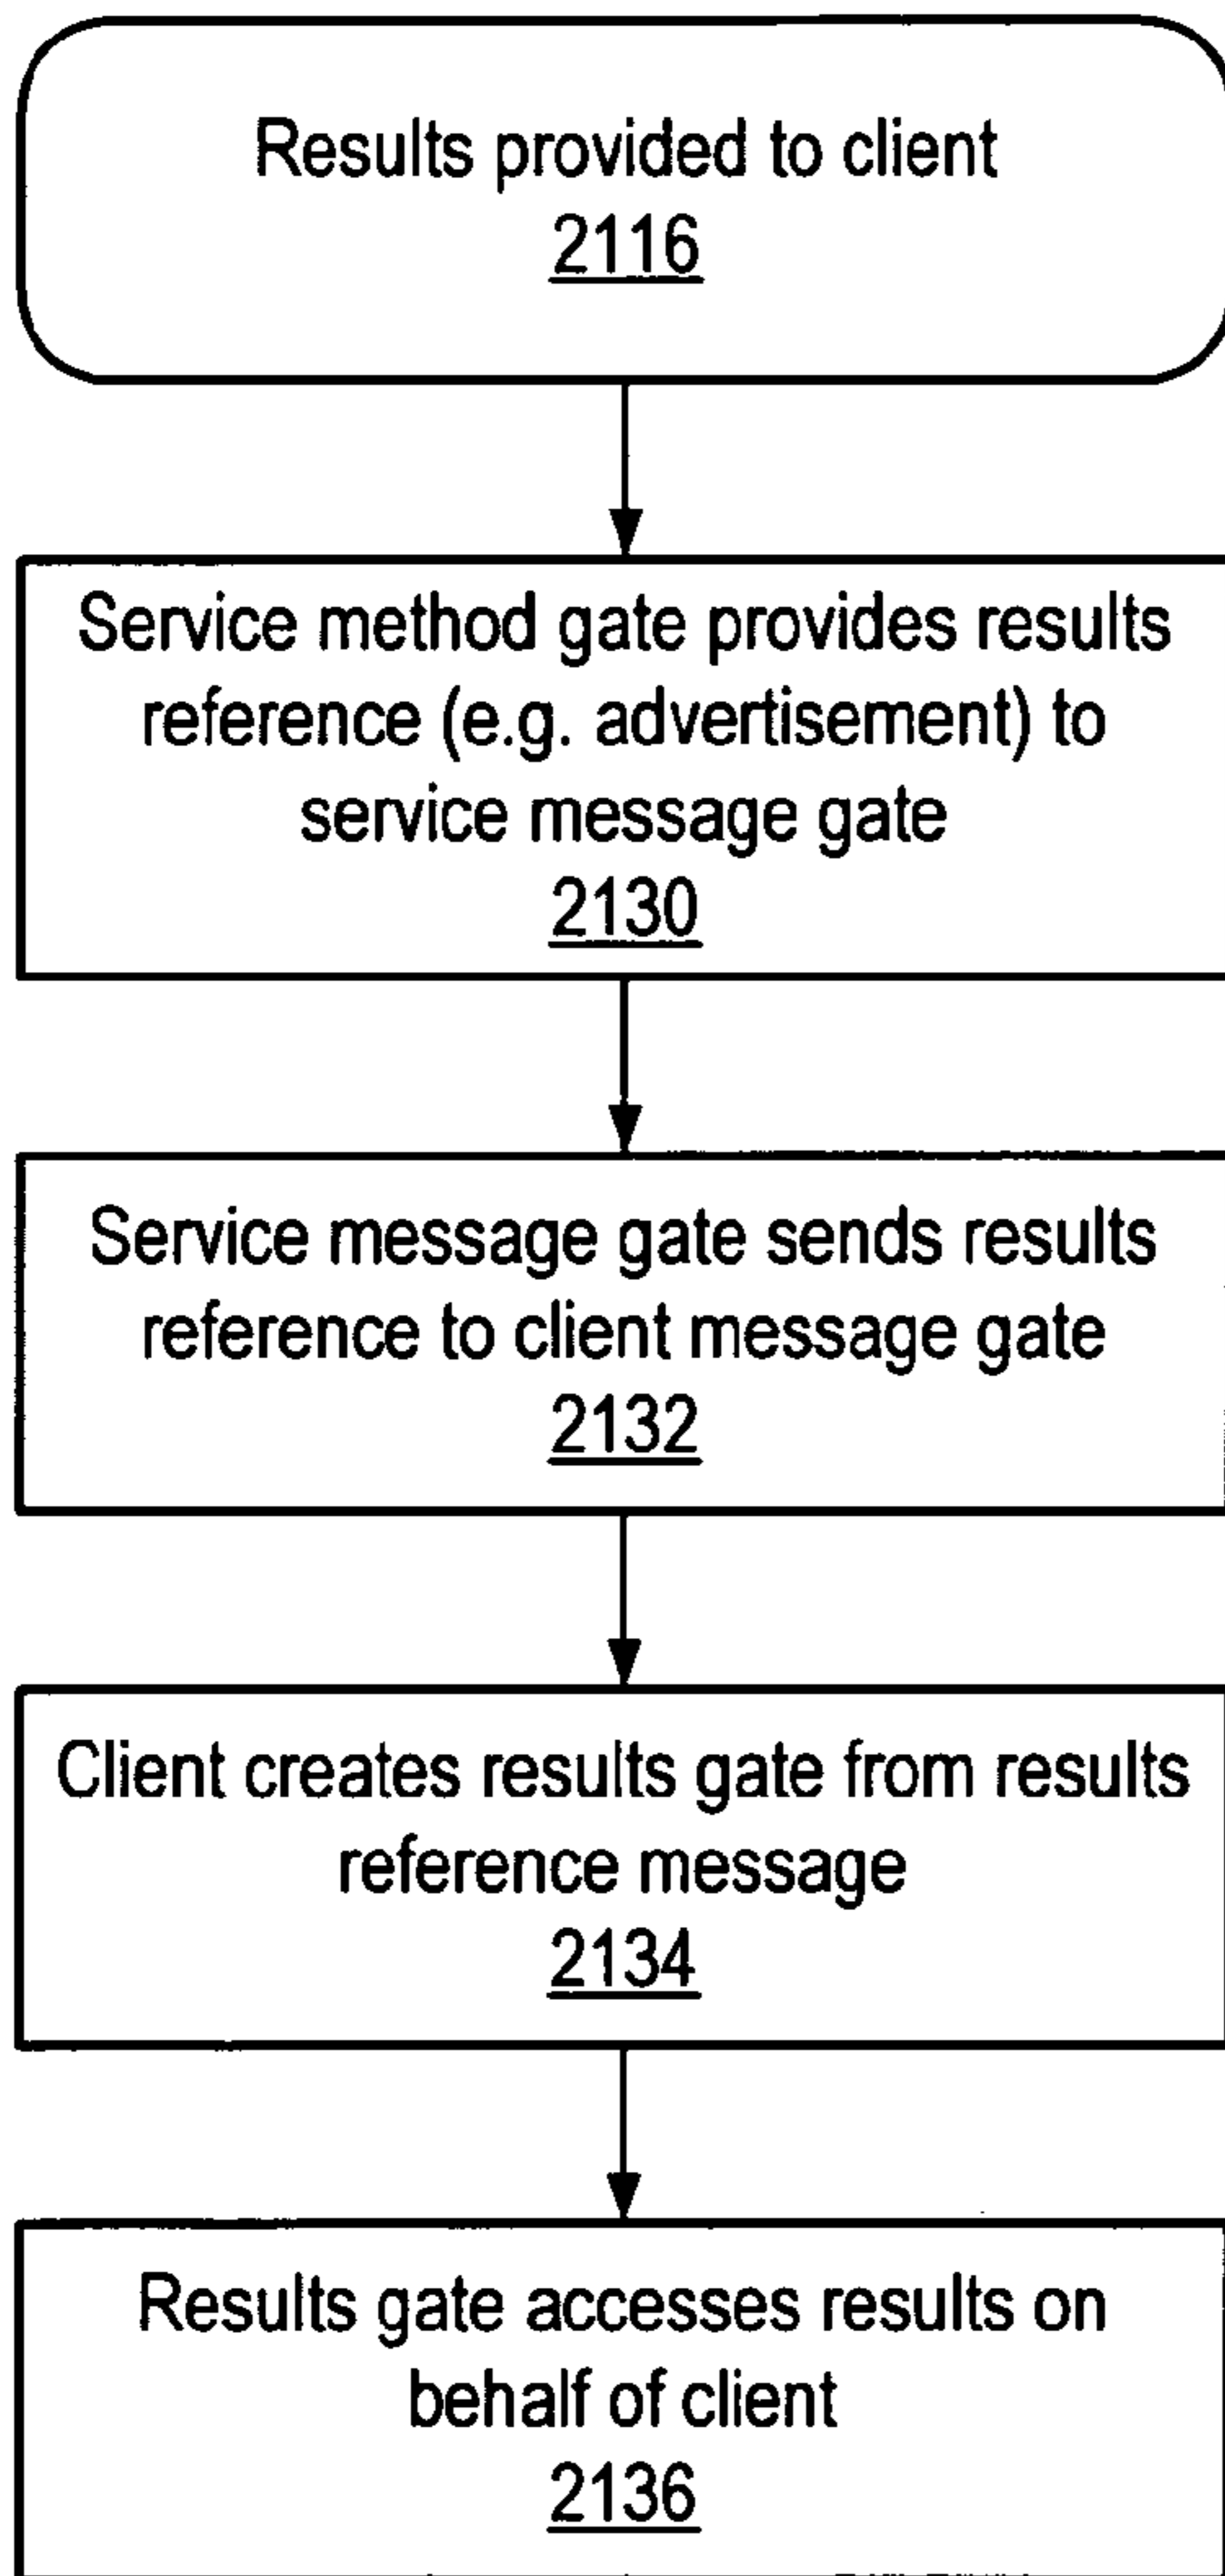 Results provided to client
2116
Service method gate provides results
reference (e.g. advertisement) to
service message gate
2130
Service message gate sends results
reference to client message gate
2132
Client creates results gate from results
reference message
2134
Results gate accesses results on
behalf of client
2136